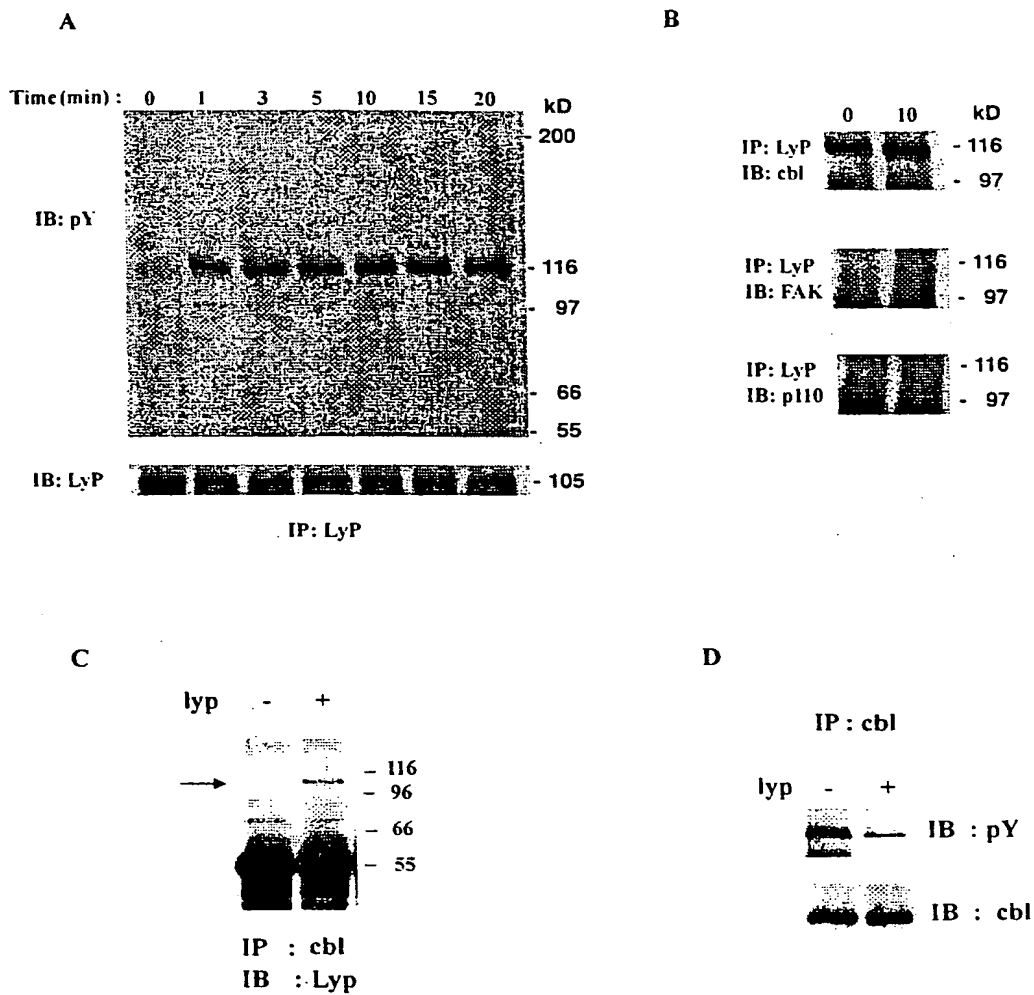 A
Time (min) : 0 1 3 5 10 15 20 kD
- 200
IB: pY
- 116
- 97
- 66
- 55
IB: LyP
- 105
IP: LyP
B
0 10 kD
IP: LyP
IB: cbl
- 116
- 97
IP: LyP
IB: FAK
- 116
- 97
IP: LyP
IB: p110
- 116
- 97
C
lyp - +
- 116
- 96
- 66
- 55
IP : cbl
IB : Lyp
D
IP : cbl
lyp - +
IB : pY
IB : cbl